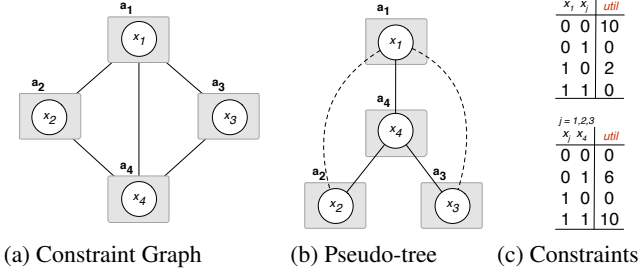 a1
x1
a2
x2
a3
x3
a4
x4
(a) Constraint Graph
a1
x1
a4
x4
a2
x2
a3
x3
(b) Pseudo-tree
x1 xj util
0 0 10
0 1 0
1 0 2
1 1 0
j = 1,2,3
xj x4 util
0 0 0
0 1 6
1 0 0
1 1 10
(c) Constraints